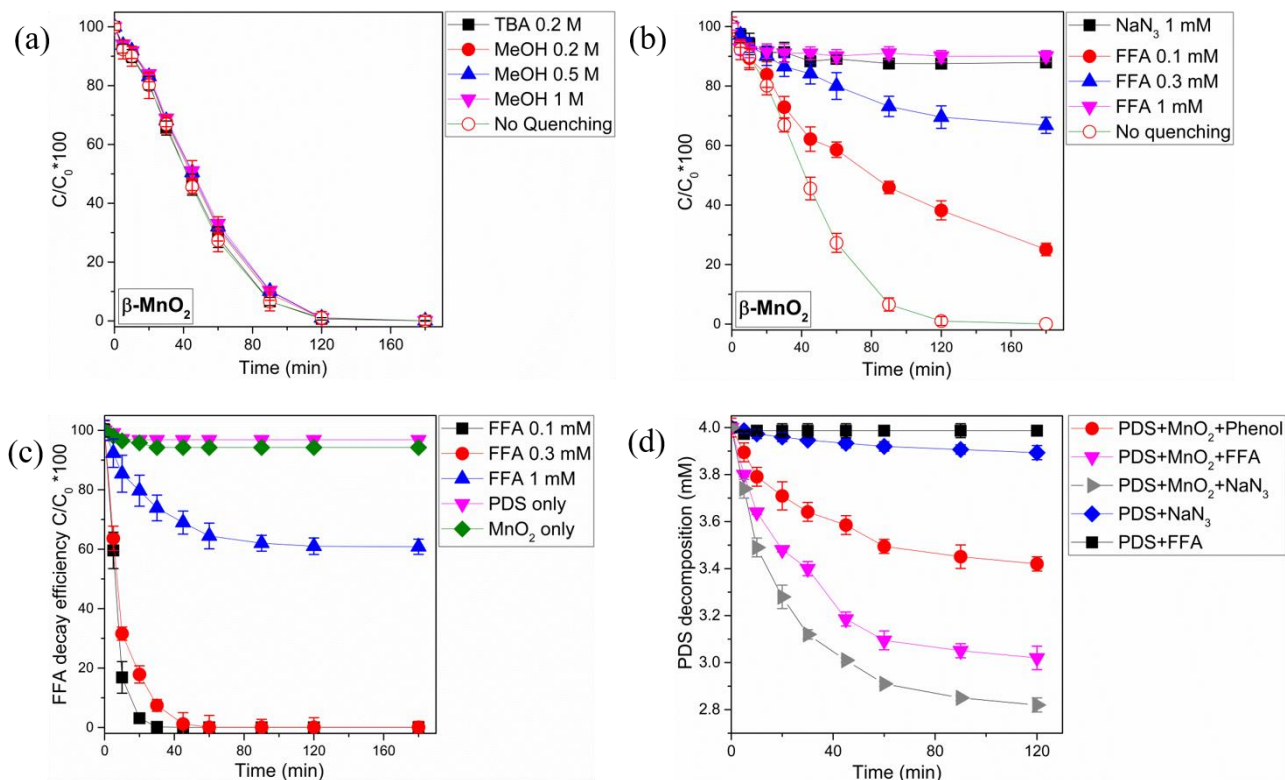 (a)
C/C0*100
100
80
60
40
20
0
0
40
80
120
160
Time (min)
β-MnO2
TBA 0.2 M
MeOH 0.2 M
MeOH 0.5 M
MeOH 1 M
No Quenching
(b)
C/C0*100
100
80
60
40
20
0
0
40
80
120
160
Time (min)
β-MnO2
NaN3 1 mM
FFA 0.1 mM
FFA 0.3 mM
FFA 1 mM
No quenching
(c)
FFA decay efficiency C/C0 *100
100
80
60
40
20
0
0
40
80
120
160
Time (min)
FFA 0.1 mM
FFA 0.3 mM
FFA 1 mM
PDS only
MnO2 only
(d)
PDS decomposition (mM)
4.0
3.8
3.6
3.4
3.2
3.0
2.8
0
20
40
60
80
100
120
Time (min)
PDS+MnO2+Phenol
PDS+MnO2+FFA
PDS+MnO2+NaN3
PDS+NaN3
PDS+FFA